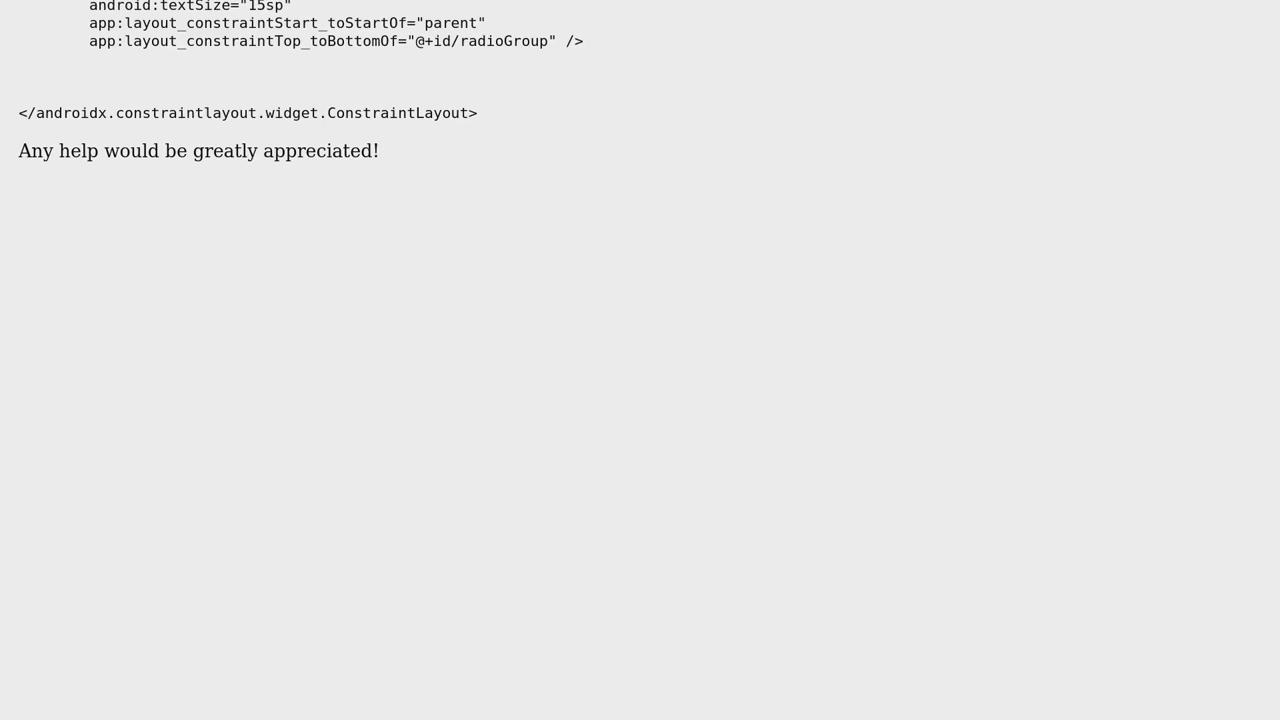 android:textSize="15sp"
app:layout_constraintStart_toStartOf="parent"
app:layout_constraintTop_toBottomOf="@+id/radioGroup" />
</androidx.constraintlayout.widget.ConstraintLayout>
Any help would be greatly appreciated!